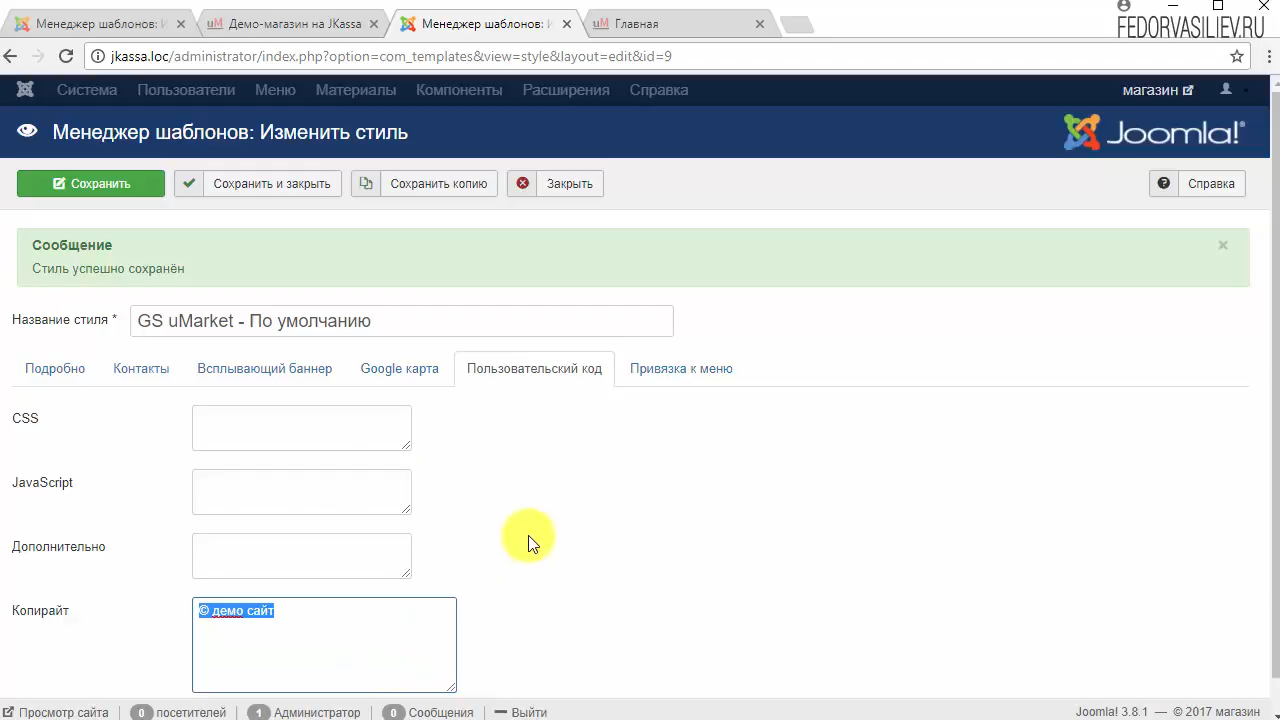 Менеджер шаблонов: И
uM Демо-магазин на JKassa
Менеджер шаблонов: И
uM Главная
FEDORVASILIEV.RU
jkassa.loc/administrator/index.php?option=com_templates&view=style&layout=edit&id=9
Система Пользователи Меню Материалы Компоненты Расширения Справка магазин
Менеджер шаблонов: Изменить стиль
Joomla!®
Сохранить Сохранить и закрыть Сохранить копию Закрыть Справка
Сообщение
Стиль успешно сохранён
Название стиля * GS uMarket - По умолчанию
Подробно Контакты Всплывающий баннер Google карта Пользовательский код Привязка к меню
CSS
JavaScript
Дополнительно
Копирайт © демо сайт
Просмотр сайта 0 посетителей 1 Администратор 0 Сообщения Выйти Joomla! 3.8.1 — © 2017 магазин